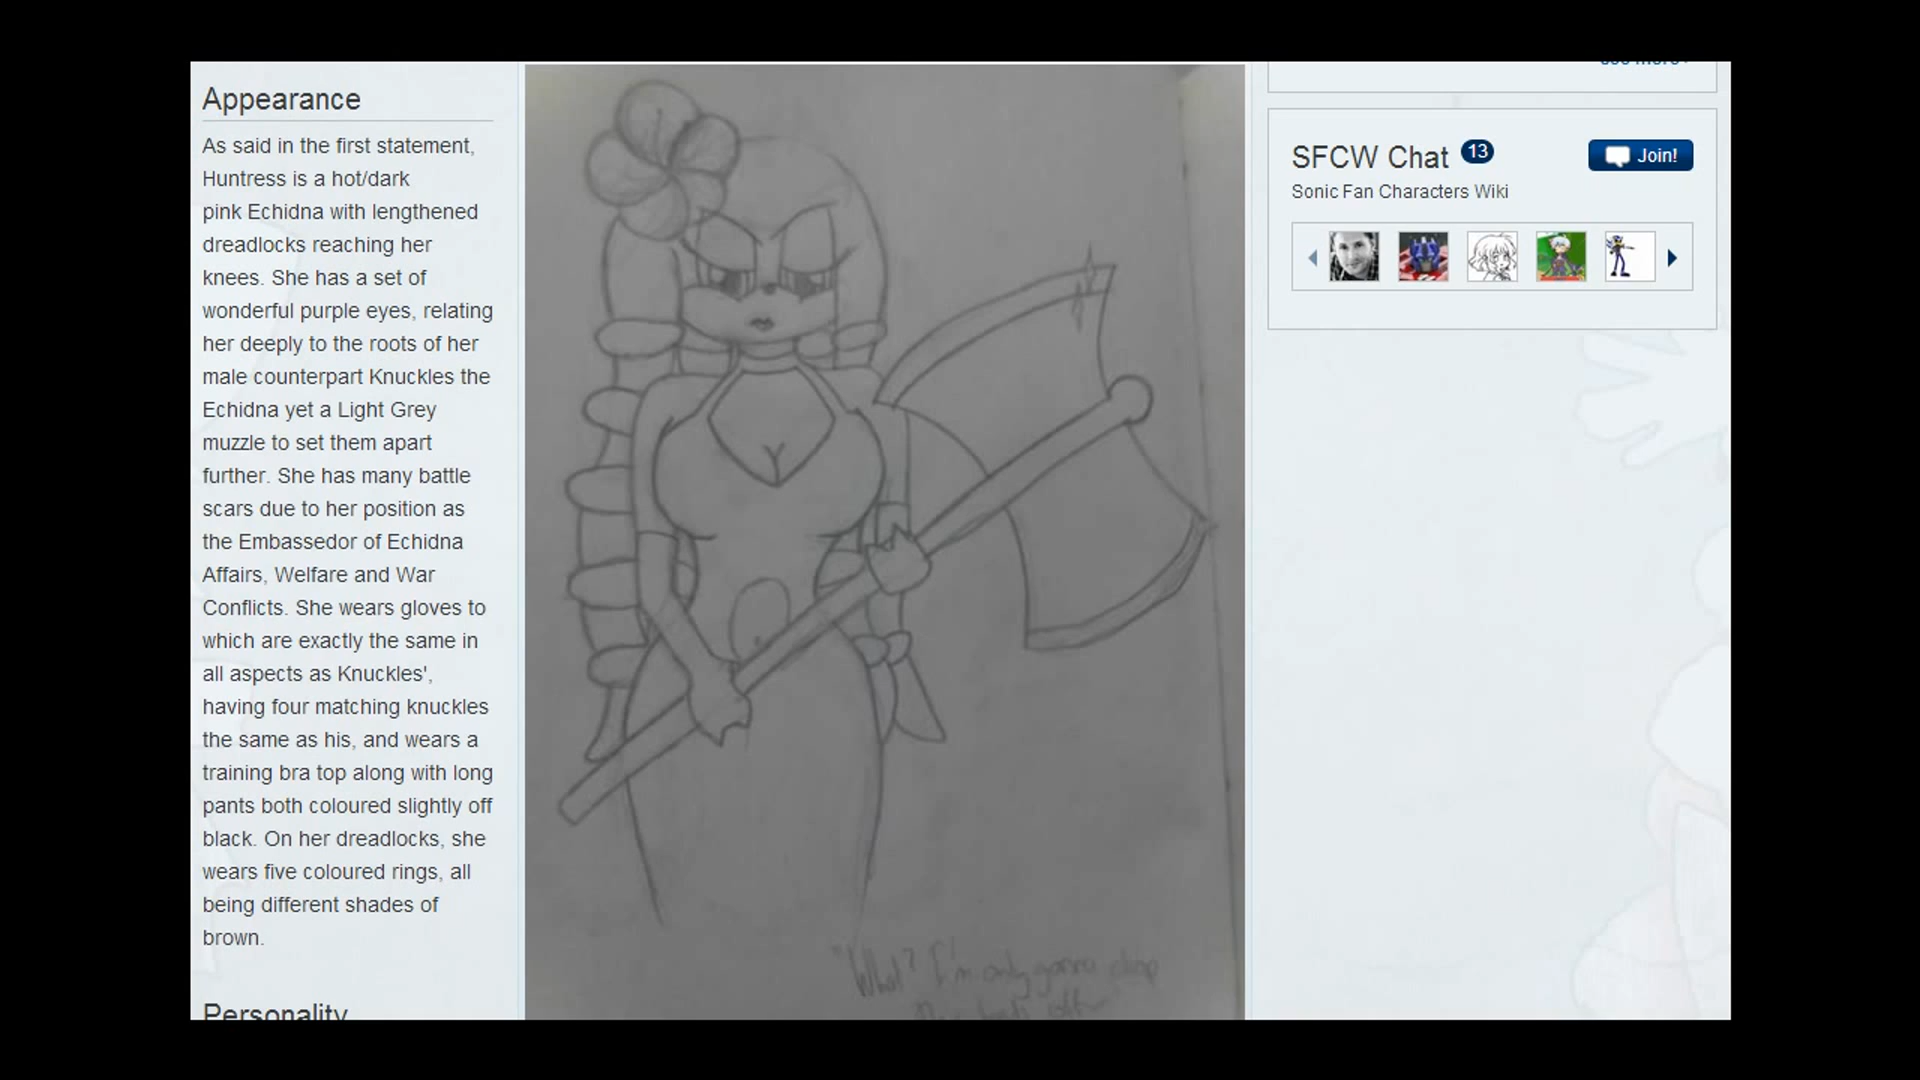 Appearance
As said in the first statement,
Huntress is a hot/dark
pink Echidna with lengthened
dreadlocks reaching her
knees. She has a set of
wonderful purple eyes, relating
her deeply to the roots of her
male counterpart Knuckles the
Echidna yet a Light Grey
muzzle to set them apart
further. She has many battle
scars due to her position as
the Embassedor of Echidna
Affairs, Welfare and War
Conflicts. She wears gloves to
which are exactly the same in
all aspects as Knuckles',
having four matching knuckles
the same as his, and wears a
training bra top along with long
pants both coloured slightly off
black. On her dreadlocks, she
wears five coloured rings, all
being different shades of
brown.
Personality
"What? I'm only gonna chop
see more
SFCW Chat 13
Join!
Sonic Fan Characters Wiki